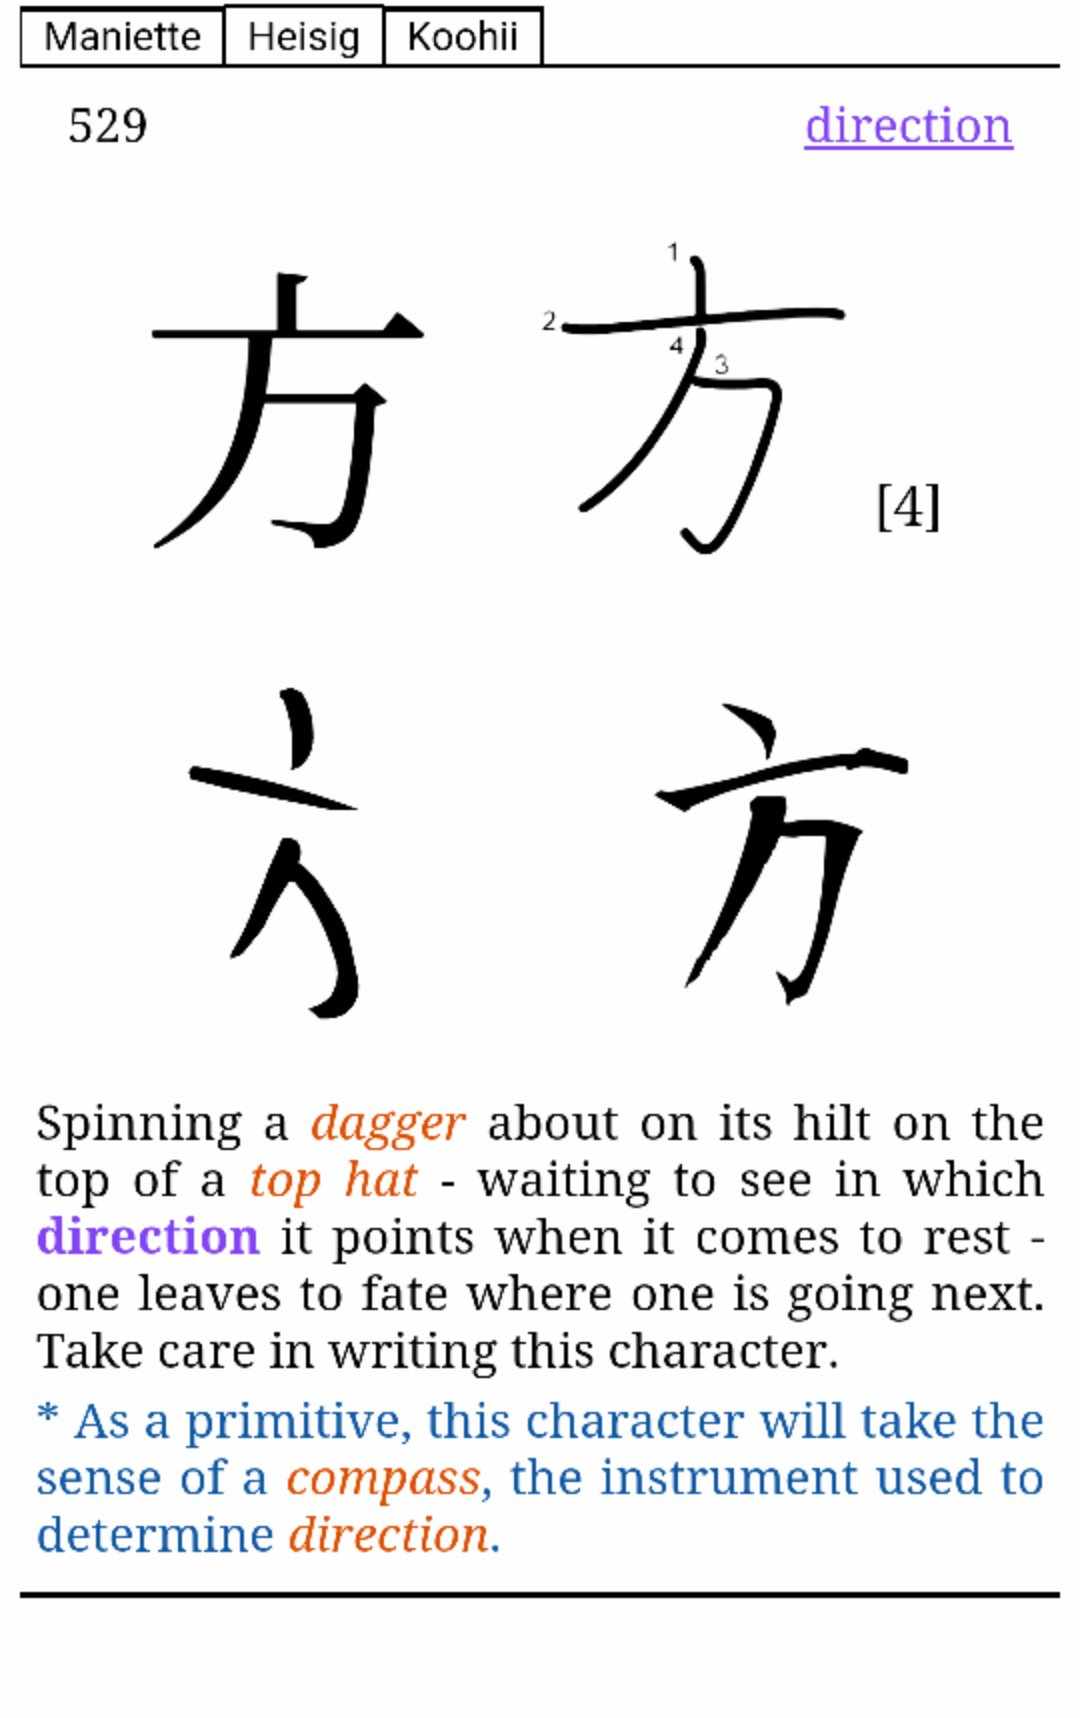 Maniette Heisig Koohii
529 direction
方 1 2 3 4 方 [4]
方 方
Spinning a dagger about on its hilt on the
top of a top hat - waiting to see in which
direction it points when it comes to rest -
one leaves to fate where one is going next.
Take care in writing this character.
* As a primitive, this character will take the
sense of a compass, the instrument used to
determine direction.